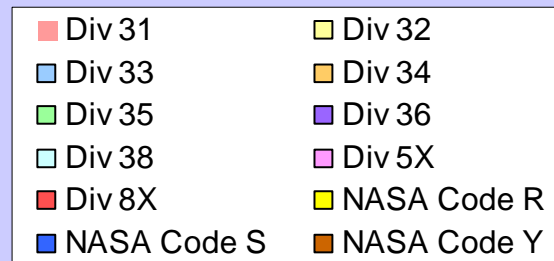 Div 31 Div 32
Div 33 Div 34
Div 35 Div 36
Div 38 Div 5X
Div 8X NASA Code R
NASA Code S NASA Code Y